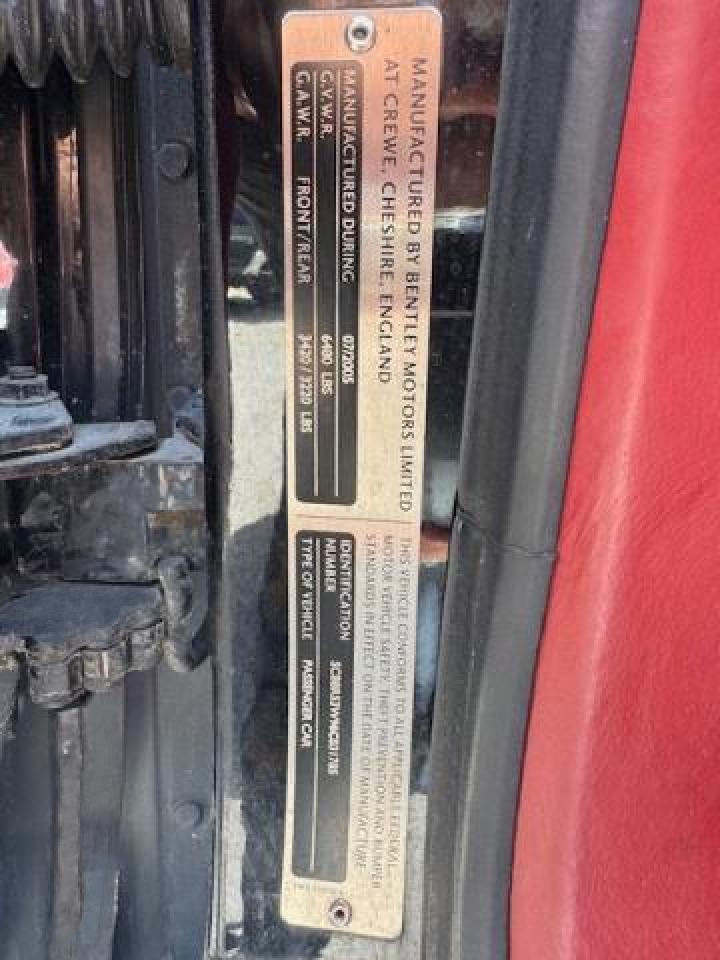 MANUFACTURED BY BENTLEY MOTORS LIMITED
AT CREWE, CHESHIRE, ENGLAND
MANUFACTURED DURING 07/2005
G.V.W.R. 6480 LBS
G.A.W.R. FRONT/REAR 3420 / 3220 LBS
THIS VEHICLE CONFORMS TO ALL APPLICABLE FEDERAL
MOTOR VEHICLE SAFETY, THEFT PREVENTION AND BUMPER
STANDARDS IN EFFECT ON THE DATE OF MANUFACTURE
IDENTIFICATION
NUMBER
TYPE OF VEHICLE PASSENGER CAR